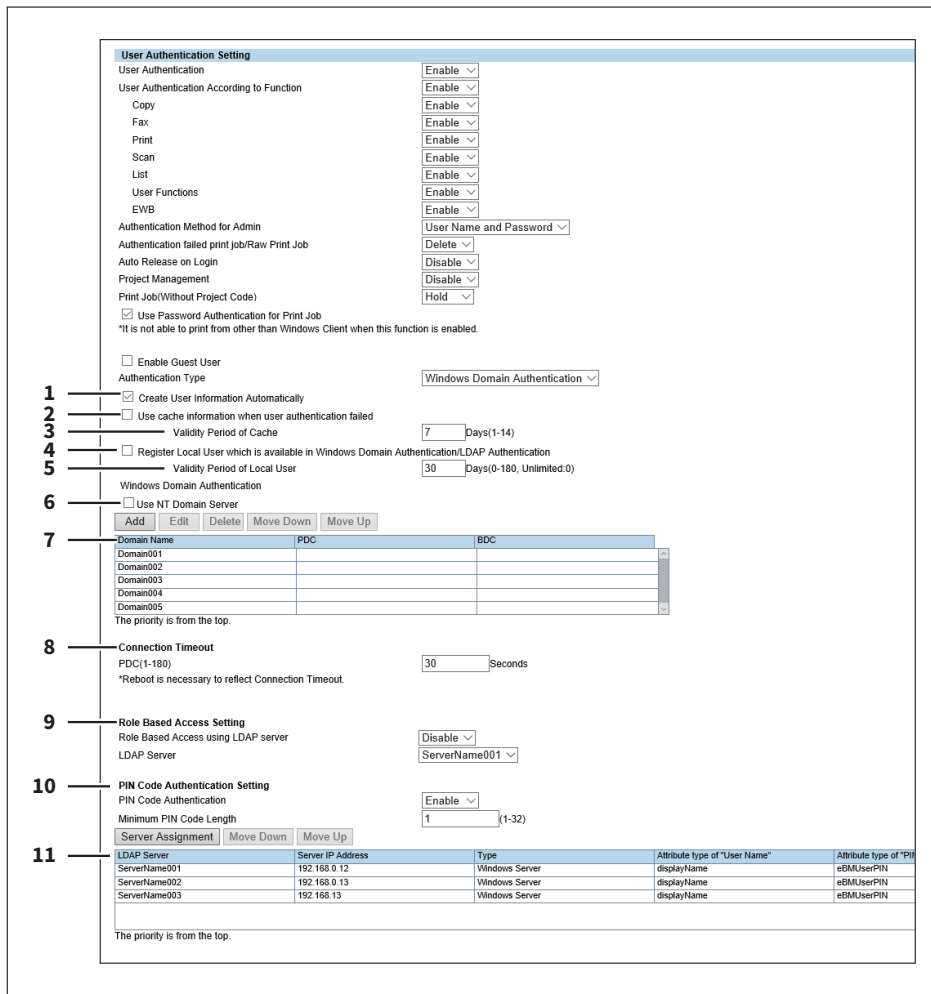 User Authentication Setting
User Authentication Enable
User Authentication According to Function Enable
Copy Enable
Fax Enable
Print Enable
Scan Enable
List Enable
User Functions Enable
EWB Enable
Authentication Method for Admin User Name and Password
Authentication failed print job/Raw Print Job Delete
Auto Release on Login Disable
Project Management Disable
Print Job(Without Project Code) Hold
Use Password Authentication for Print Job
*It is not able to print from other than Windows Client when this function is enabled.
Enable Guest User
Authentication Type Windows Domain Authentication
1 Create User Information Automatically
2 Use cache information when user authentication failed
3 Validity Period of Cache 7 Days(1-14)
4 Register Local User which is available in Windows Domain Authentication/LDAP Authentication
5 Validity Period of Local User 30 Days(0-180, Unlimited:0)
Windows Domain Authentication
6 Use NT Domain Server
Add Edit Delete Move Down Move Up
7 Domain Name PDC BDC
Domain001
Domain002
Domain003
Domain004
Domain005
The priority is from the top.
8 Connection Timeout
PDC(1-180) 30 Seconds
*Reboot is necessary to reflect Connection Timeout.
9 Role Based Access Setting
Role Based Access using LDAP server Disable
LDAP Server ServerName001
10 PIN Code Authentication Setting
PIN Code Authentication Enable
Minimum PIN Code Length 1 (1-32)
Server Assignment Move Down Move Up
11 LDAP Server Server IP Address Type Attribute type of "User Name" Attribute type of "PIN
ServerName001 192.168.0.12 Windows Server displayName eBMUserPIN
ServerName002 192.168.0.13 Windows Server displayName eBMUserPIN
ServerName003 192.168.13 Windows Server displayName eBMUserPIN
The priority is from the top.